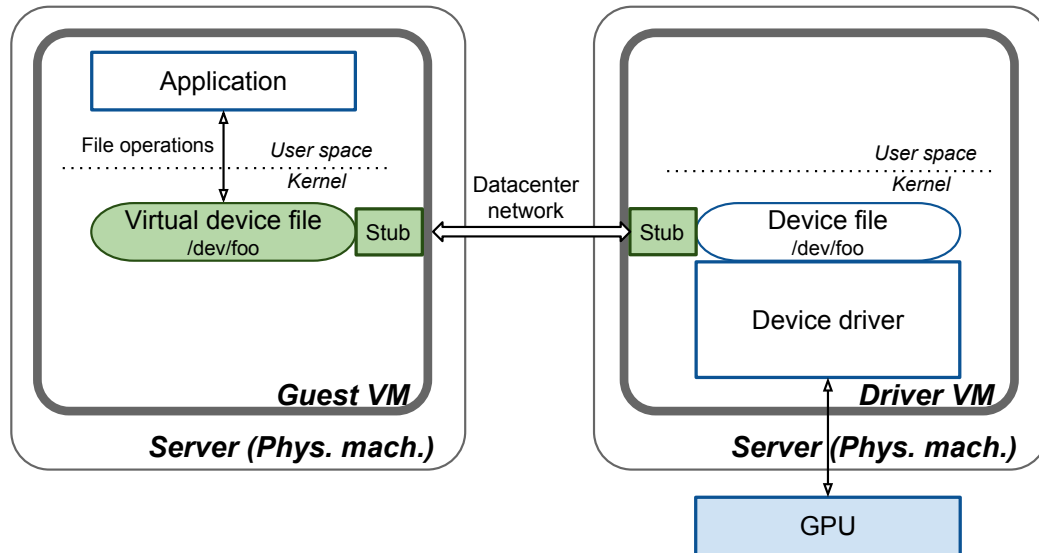 Application
File operations
User space
Kernel
Virtual device file
/dev/foo
Stub
Guest VM
Server (Phys. mach.)
Datacenter
network
User space
Kernel
Stub
Device file
/dev/foo
Device driver
Driver VM
Server (Phys. mach.)
GPU